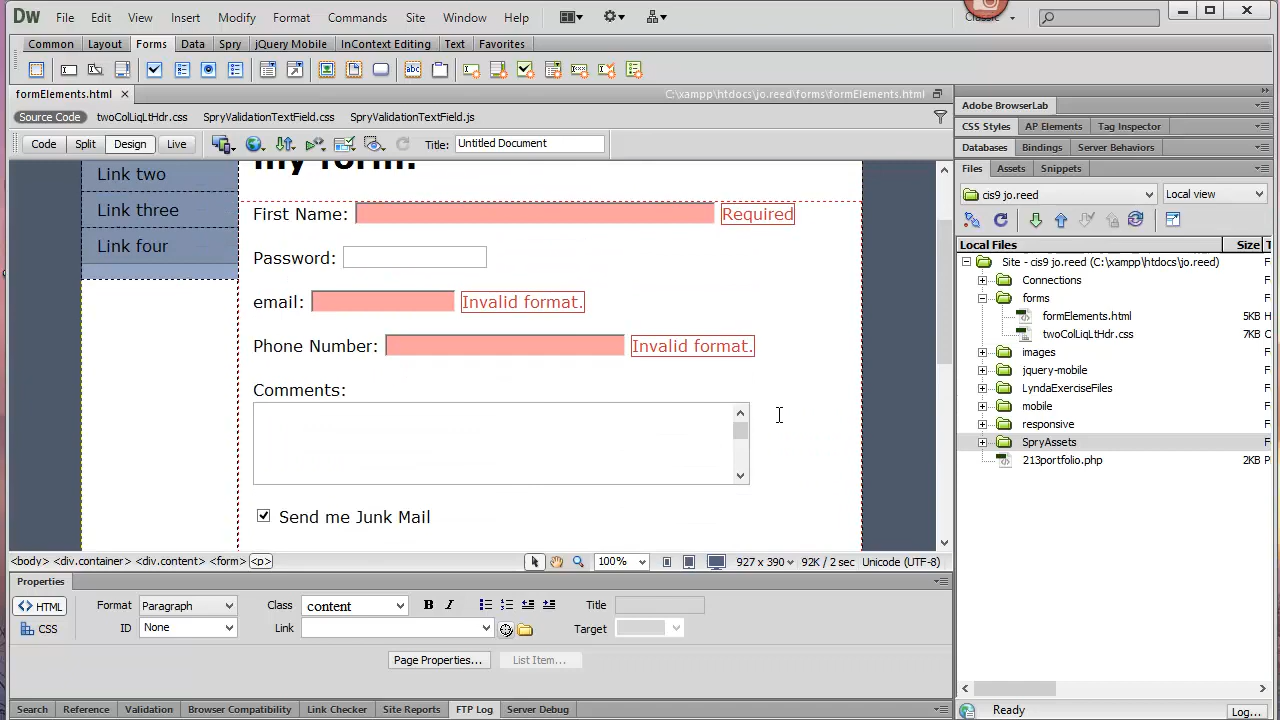 Dw File Edit View Insert Modify Format Commands Site Window Help Classic
Common Layout Forms Data Spry jQuery Mobile InContext Editing Text Favorites
formElements.html × C:\xampp\htdocs\jo.reed\forms\formElements.html
Source Code twoColLiqLtHdr.css SpryValidationTextField.css SpryValidationTextField.js
Code Split Design Live Title: Untitled Document
my form:
Link two
Link three
Link four
First Name: Required
Password:
email: Invalid format.
Phone Number: Invalid format.
Comments:
Send me Junk Mail
<body> <div.container> <div.content> <form> <p> 100% 927 x 390 92K / 2 sec Unicode (UTF-8)
Properties
<> HTML Format Paragraph Class content B I Title
CSS ID None Link Target
Page Properties... List Item...
Search Reference Validation Browser Compatibility Link Checker Site Reports FTP Log Server Debug
Adobe BrowserLab
CSS Styles AP Elements Tag Inspector
Databases Bindings Server Behaviors
Files Assets Snippets
cis9 jo.reed Local view
Local Files Size T
Site - cis9 jo.reed (C:\xampp\htdocs\jo.reed) F
Connections F
forms F
formElements.html 5KB F
twoColLiqLtHdr.css 7KB F
images F
jquery-mobile F
LyndaExerciseFiles F
mobile F
responsive F
SpryAssets F
213portfolio.php 2KB P
Ready Log...